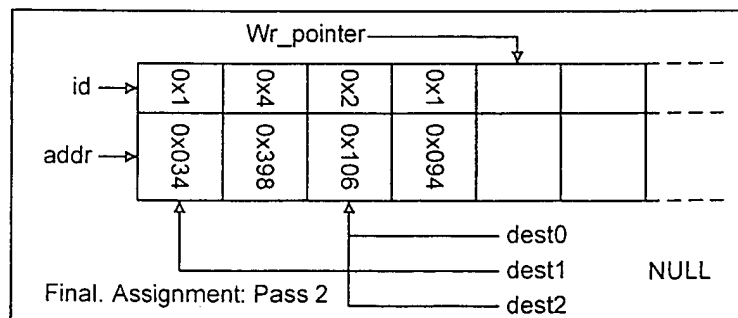 Wr_pointer
id 0x1 0x4 0x2 0x1
addr 0x034 0x398 0x106 0x094
dest0
dest1 NULL
Final. Assignment: Pass 2
dest2